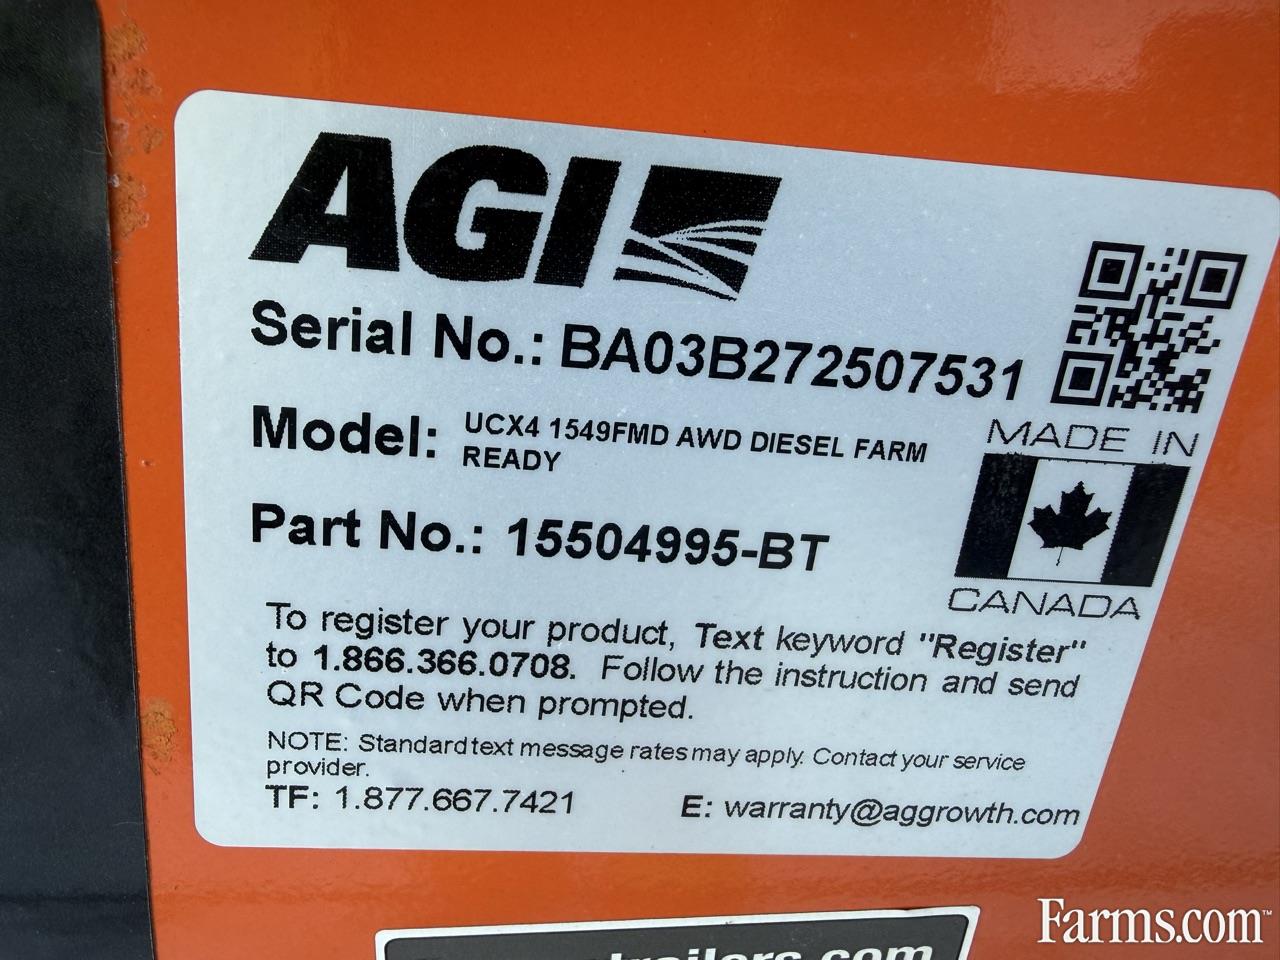 AGI
Serial No.: BA03B272507531
Model: UCX4 1549FMD AWD DIESEL FARM
READY
MADE IN
CANADA
Part No.: 15504995-BT
To register your product, Text keyword "Register"
to 1.866.366.0708. Follow the instruction and send
QR Code when prompted.
NOTE: Standard text message rates may apply. Contact your service
provider.
TF: 1.877.667.7421 E: warranty@aggrowth.com
Farms.com™